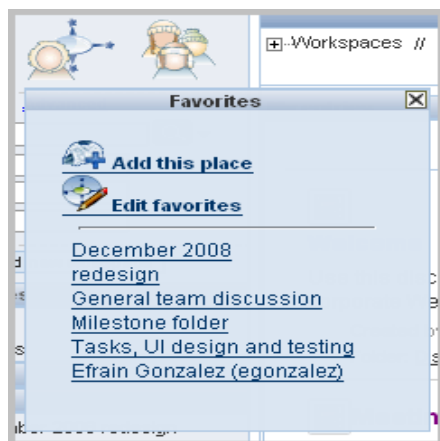 Workspaces //
Favorites
Add this place
Edit favorites
December 2008
redesign
General team discussion
Milestone folder
Tasks, UI design and testing
Efrain Gonzalez (egonzalez)